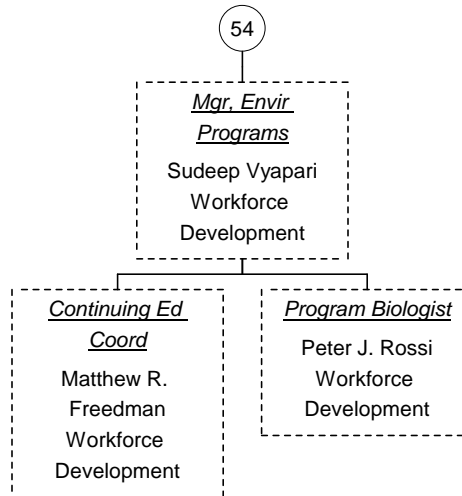 54
Mgr, Envir
Programs
Sudeep Vyapari
Workforce
Development
Continuing Ed
Coord
Matthew R.
Freedman
Workforce
Development
Program Biologist
Peter J. Rossi
Workforce
Development